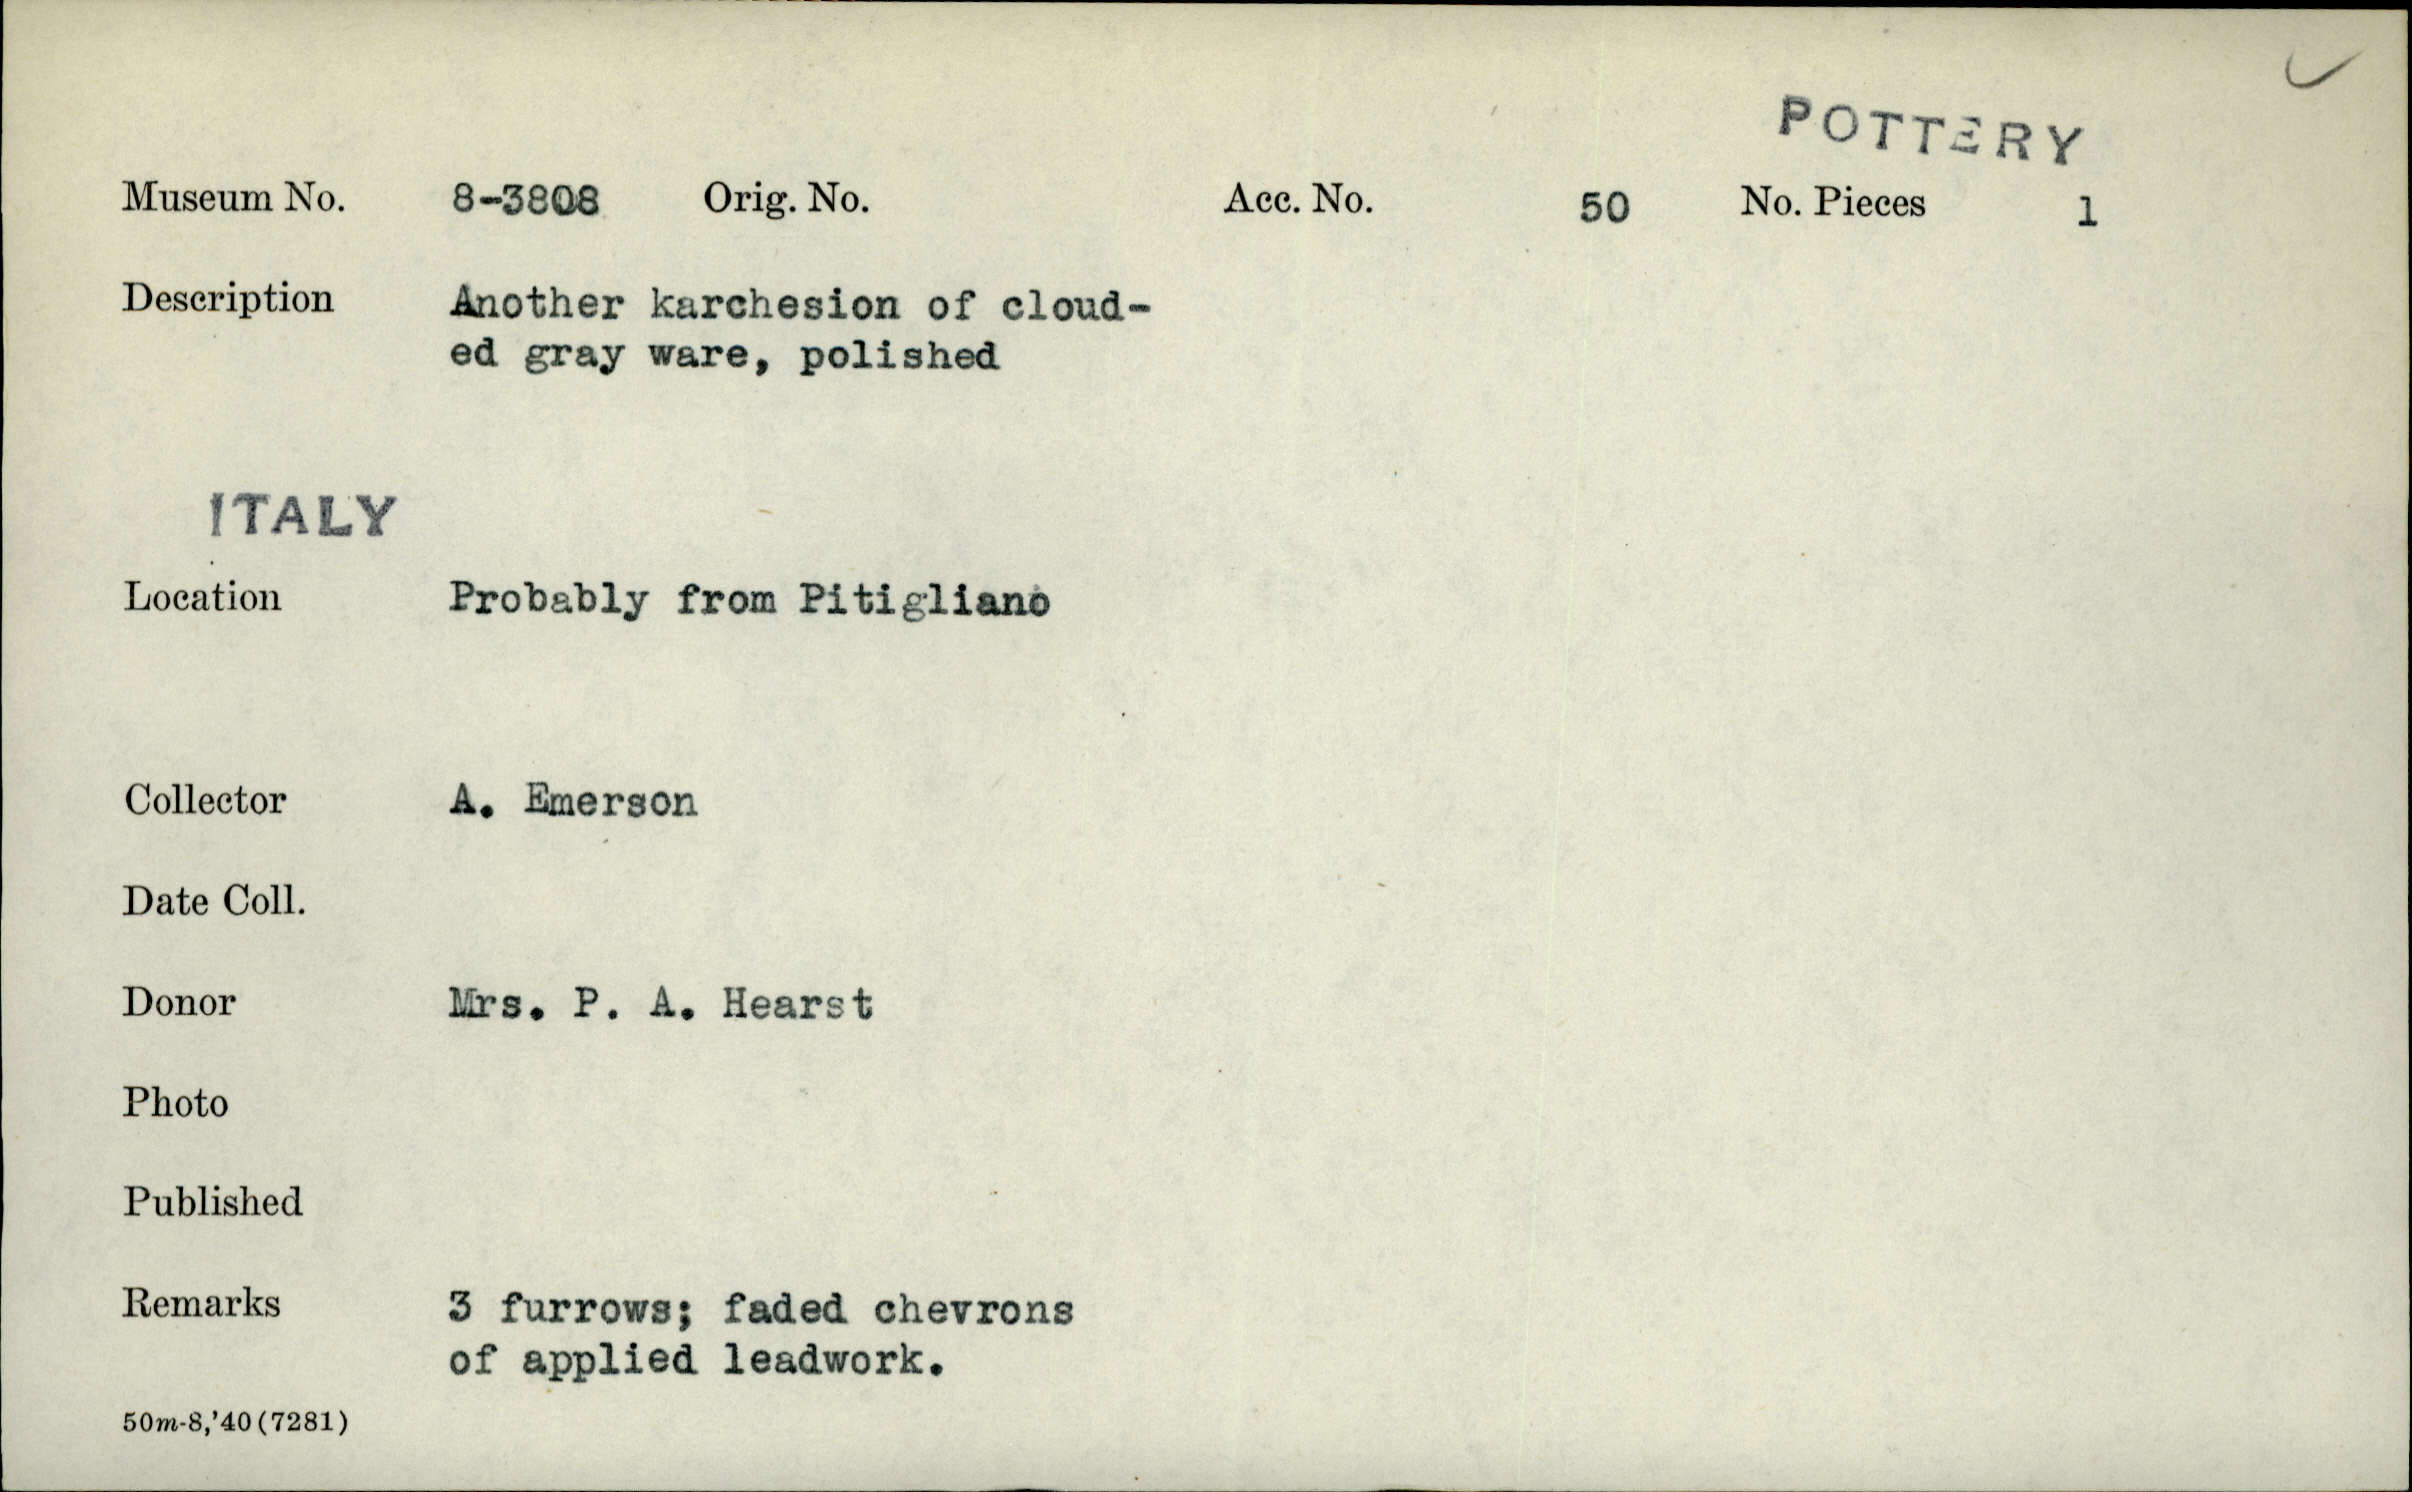 POTTERY
Museum No. 8-3808 Orig. No. Acc. No. 50 No. Pieces 1
Description Another karchesion of cloud-
ed gray ware, polished
ITALY
Location Probably from Pitigliano
Collector A. Emerson
Date Coll.
Donor Mrs. P. A. Hearst
Photo
Published
Remarks 3 furrows; faded chevrons
of applied leadwork.
50m-8,'40(7281)